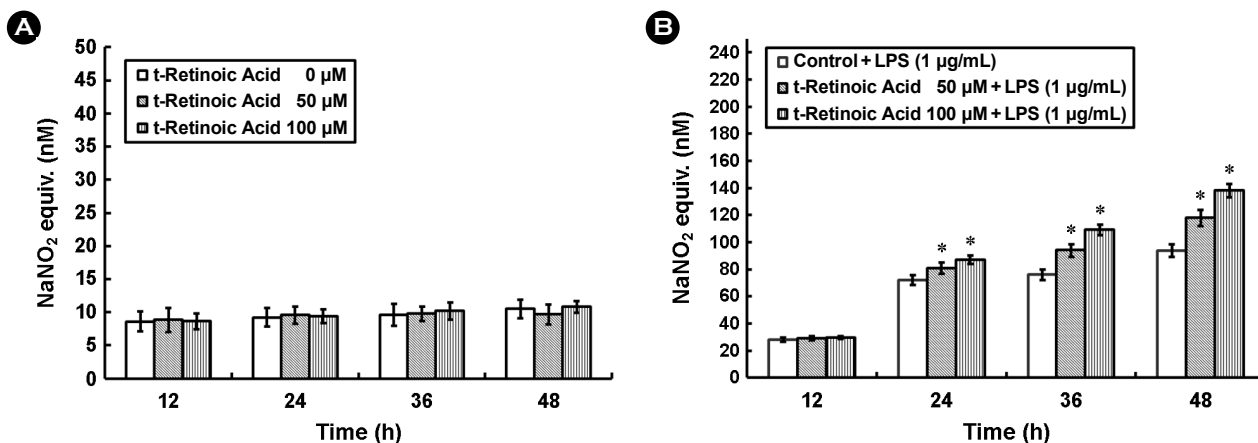 A
50
45
40
35
30
25
20
15
10
5
0
NaNO2 equiv. (nM)
t-Retinoic Acid 0 µM
t-Retinoic Acid 50 µM
t-Retinoic Acid 100 µM
12 24 36 48
Time (h)
B
240
220
200
180
160
140
120
100
80
60
40
20
0
NaNO2 equiv. (nM)
Control + LPS (1 µg/mL)
t-Retinoic Acid 50 µM + LPS (1 µg/mL)
t-Retinoic Acid 100 µM + LPS (1 µg/mL)
* * * * * *
12 24 36 48
Time (h)